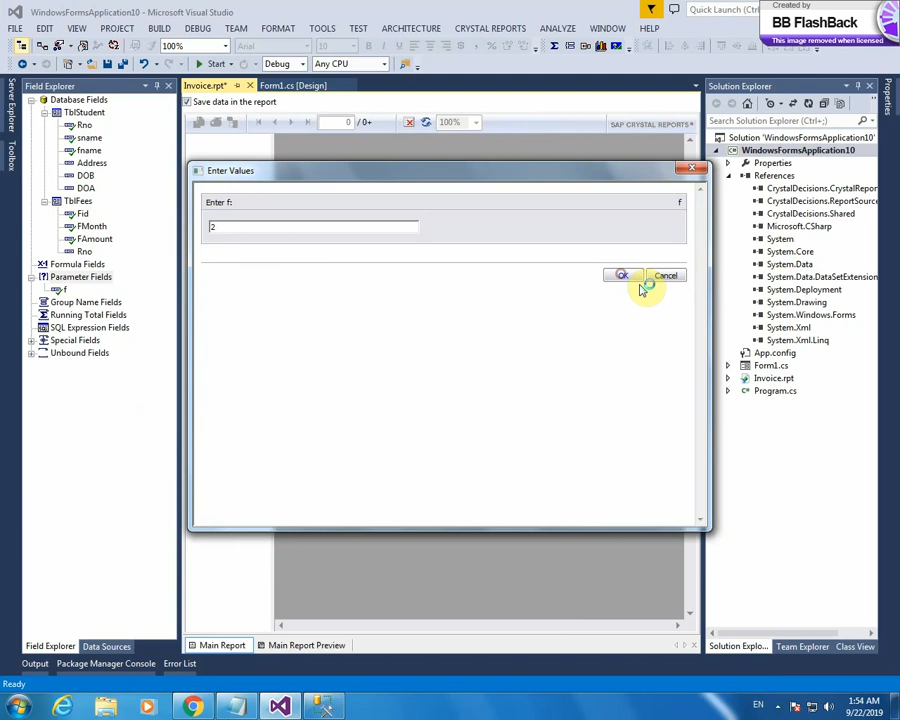 WindowsFormsApplication10 - Microsoft Visual Studio
Quick Launch
Created by
BB FlashBack
This image removed when licensed
FILE EDIT VIEW PROJECT BUILD DEBUG TEAM FORMAT TOOLS TEST ARCHITECTURE CRYSTAL REPORTS ANALYZE WINDOW HELP
100% Arial 10
Start Debug Any CPU
Field Explorer
Invoice.rpt* Form1.cs [Design]
Solution Explorer
Properties
Server Explorer
Toolbox
Save data in the report
0 / 0+ 100%
SAP CRYSTAL REPORTS®
Search Solution Explorer (Ctrl+;)
Database Fields
TblStudent
Rno
sname
fname
Address
DOB
DOA
TblFees
Fid
FMonth
FAmount
Rno
Formula Fields
Parameter Fields
f
Group Name Fields
Running Total Fields
SQL Expression Fields
Special Fields
Unbound Fields
Enter Values
Enter f:
f
2
OK Cancel
Solution 'WindowsFormsApplication10'
WindowsFormsApplication10
Properties
References
CrystalDecisions.CrystalRepor
CrystalDecisions.ReportSource
CrystalDecisions.Shared
Microsoft.CSharp
System
System.Core
System.Data
System.Data.DataSetExtension
System.Deployment
System.Drawing
System.Windows.Forms
System.Xml
System.Xml.Linq
App.config
Form1.cs
Invoice.rpt
Program.cs
Field Explorer Data Sources
Main Report Main Report Preview
Solution Explo... Team Explorer Class View
Output Package Manager Console Error List
Ready
EN
1:54 AM
9/22/2019